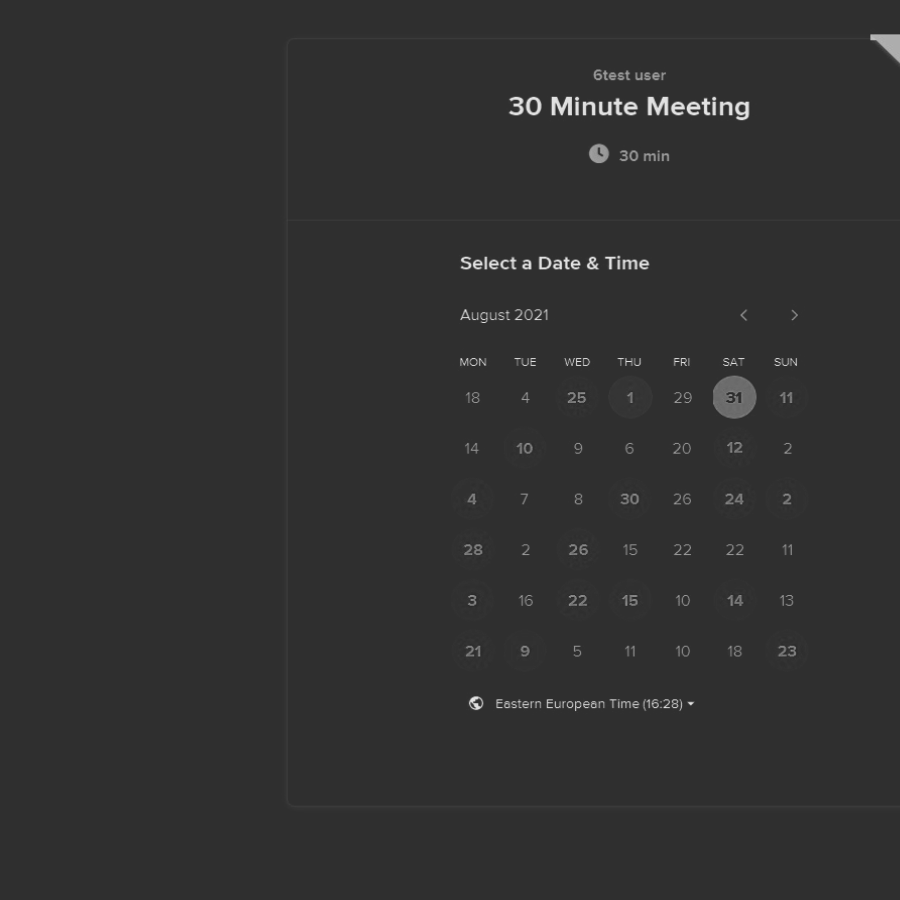 6test user
30 Minute Meeting
30 min
Select a Date & Time
August 2021
MON TUE WED THU FRI SAT SUN
18 4 25 1 29 31 11
14 10 9 6 20 12 2
4 7 8 30 26 24 2
28 2 26 15 22 22 11
3 16 22 15 10 14 13
21 9 5 11 10 18 23
Eastern European Time (16:28)